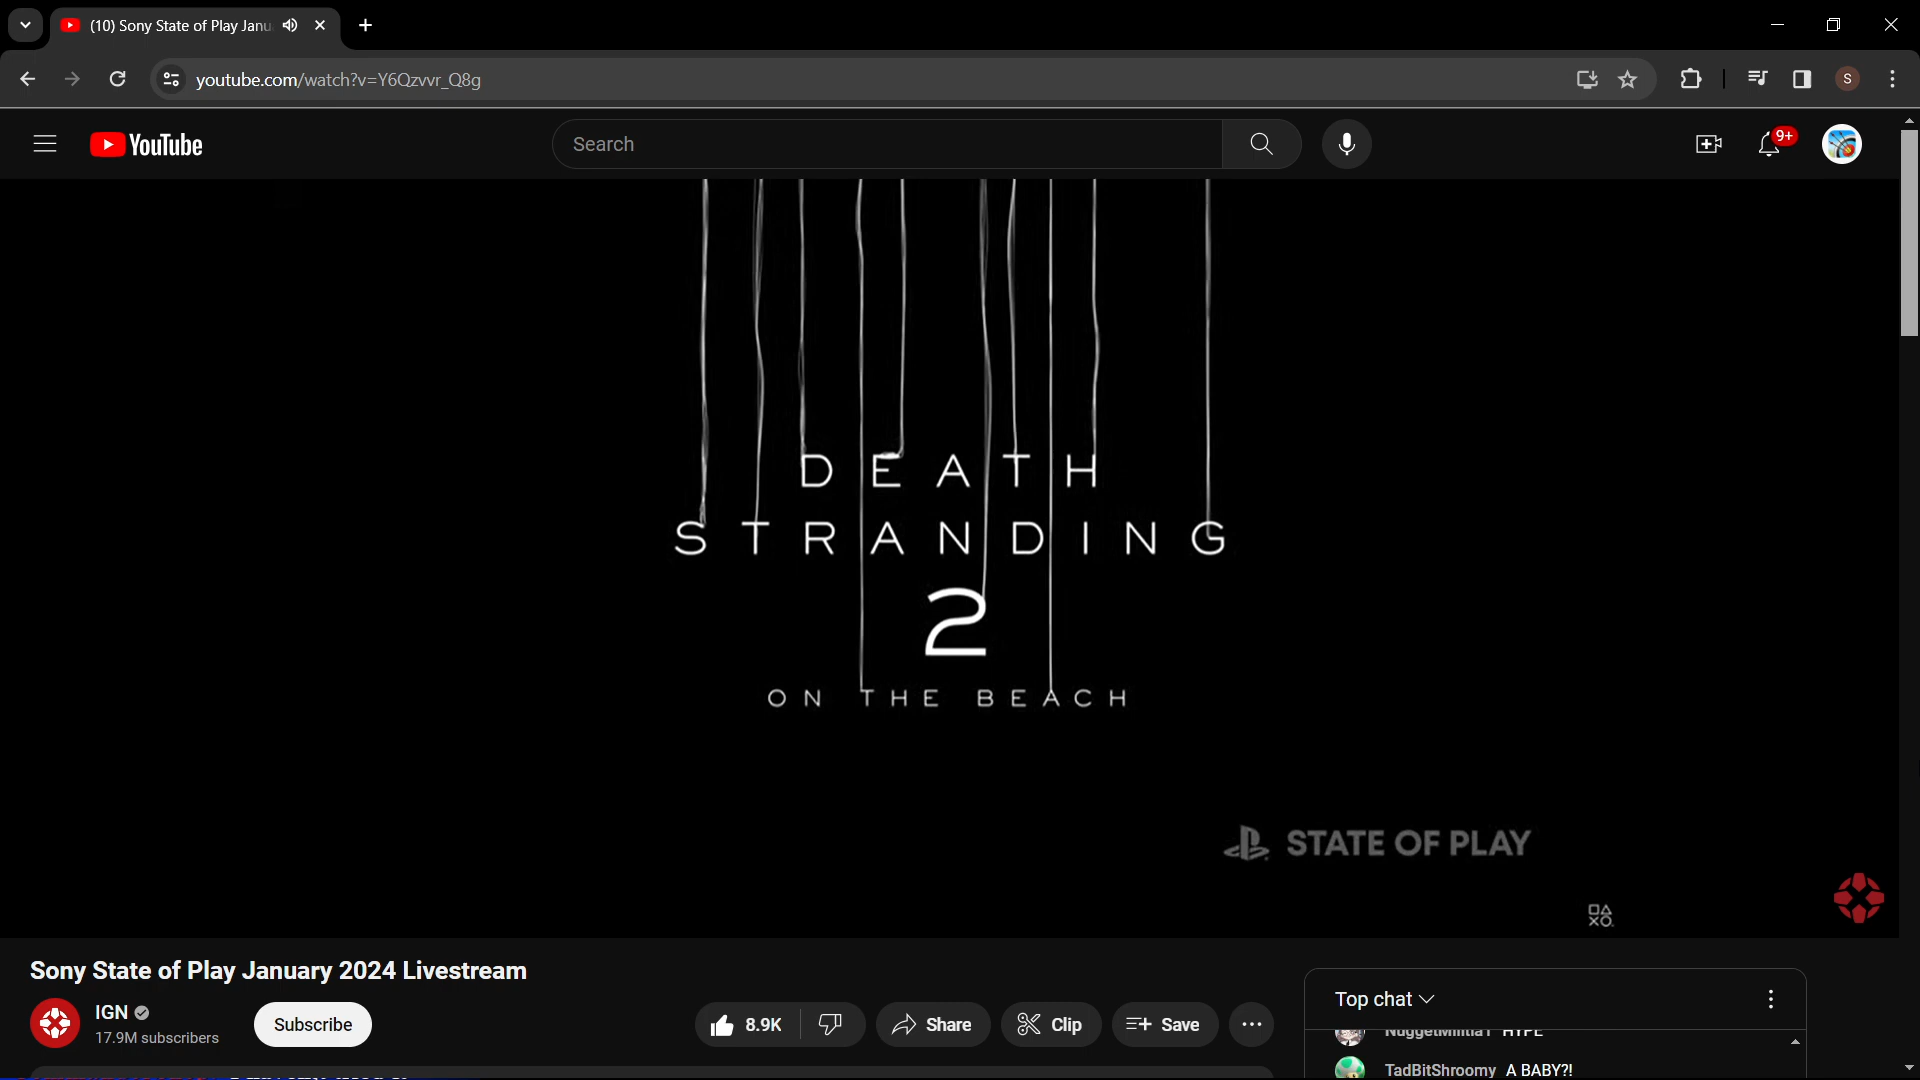 (10) Sony State of Play Janu
youtube.com/watch?v=Y6Qzvvr_Q8g
S
YouTube
Search
9+
DEATH
STRANDING
2
ON THE BEACH
STATE OF PLAY
Sony State of Play January 2024 Livestream
IGN
17.9M subscribers
Subscribe
8.9K
Share
Clip
Save
Top chat
HYPE
TadBitShroomy A BABY?!